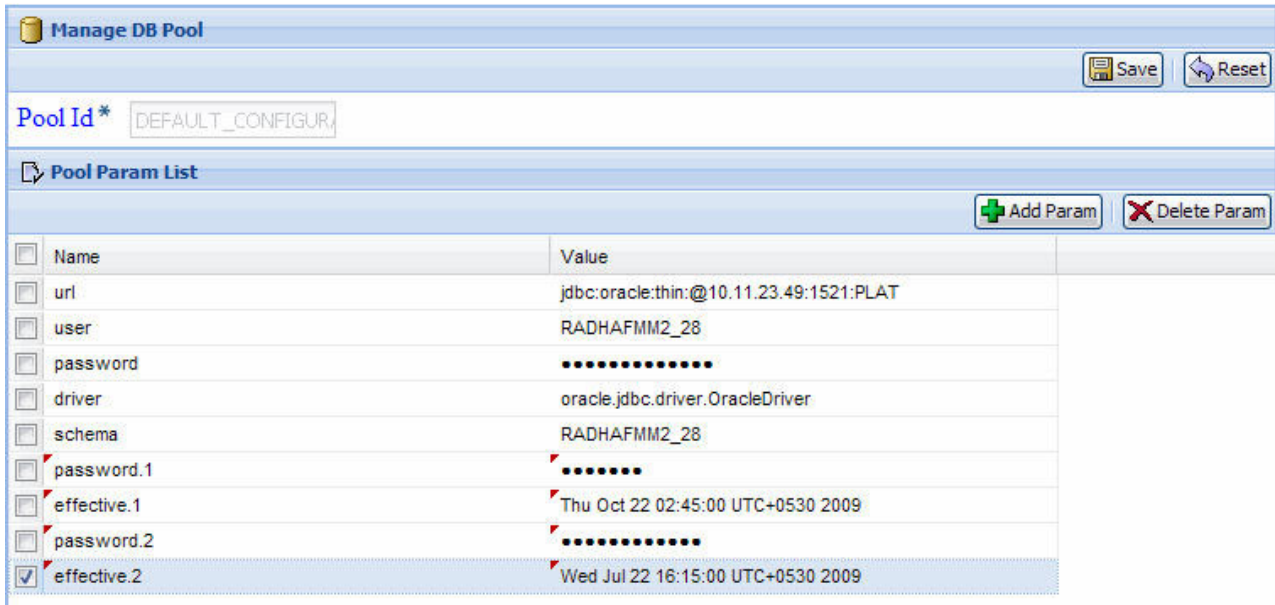 Manage DB Pool
Save Reset
Pool Id * DEFAULT_CONFIGURA
Pool Param List
Add Param Delete Param
Name Value
url jdbc:oracle:thin:@10.11.23.49:1521:PLAT
user RADHAFMM2_28
password •••••••••••••
driver oracle.jdbc.driver.OracleDriver
schema RADHAFMM2_28
password.1 •••••••
effective.1 Thu Oct 22 02:45:00 UTC+0530 2009
password.2 ••••••••••••
effective.2 Wed Jul 22 16:15:00 UTC+0530 2009